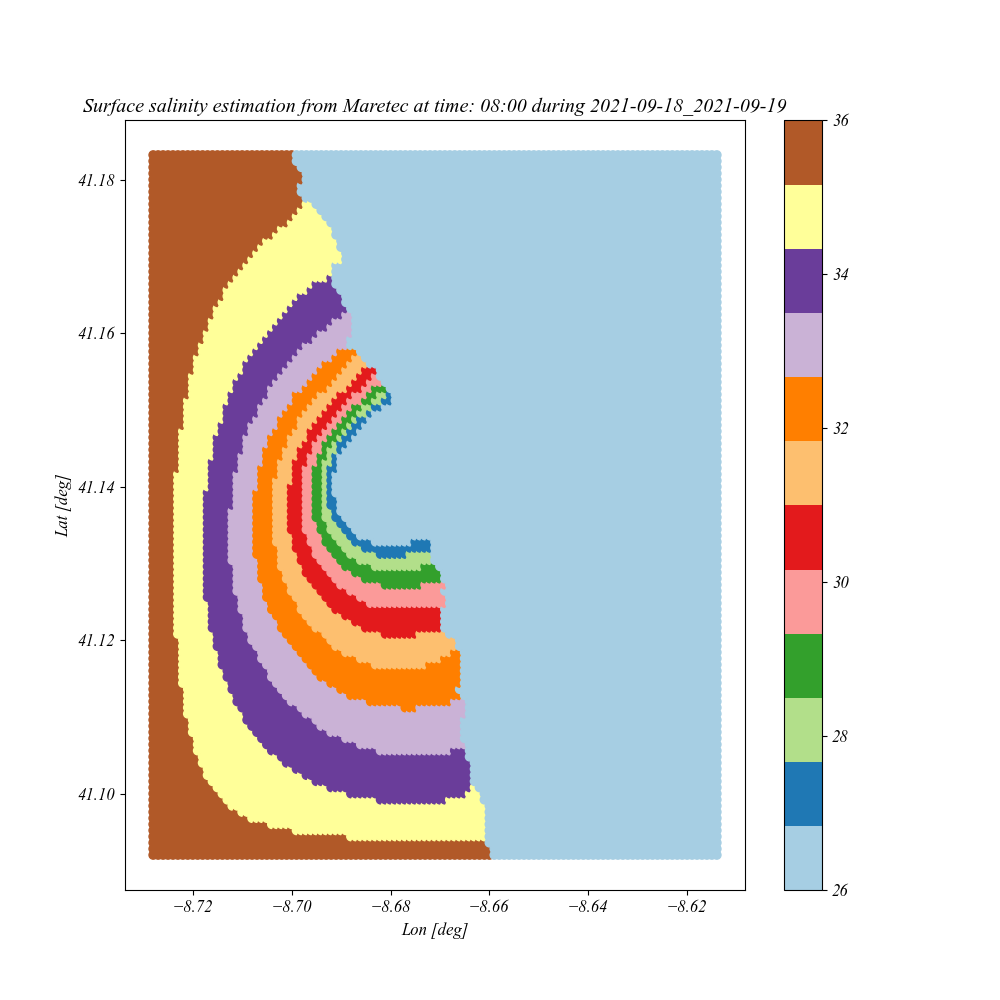 Surface salinity estimation from Maretec at time: 08:00 during 2021-09-18_2021-09-19
36
41.18
34
41.16
32
41.14
Lat [deg]
30
41.12
28
41.10
26
−8.72 −8.70 −8.68 −8.66 −8.64 −8.62
Lon [deg]